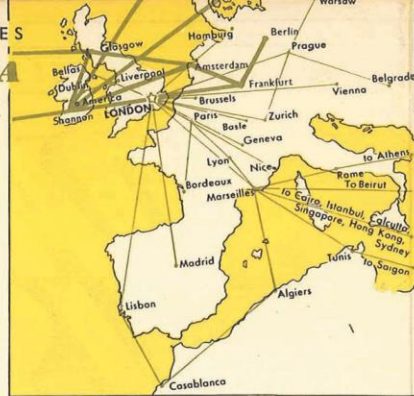 Warsaw
ES
Hamburg
Berlin
Glasgow
Prague
A
Belfast
Liverpool
Amsterdam
Dublin
Frankfurt
Belgrade
America
Brussels
Vienna
Shannon
LONDON
Paris
Zurich
Basle
Geneva
Lyon
Nice
to Athens
Rome
Bordeaux
To Beirut
Marseilles
to Cairo, Istanbul, Calcutta,
Singapore, Hong Kong,
Sydney
Madrid
Tunis
to Saigon
Algiers
Lisbon
Casablanca